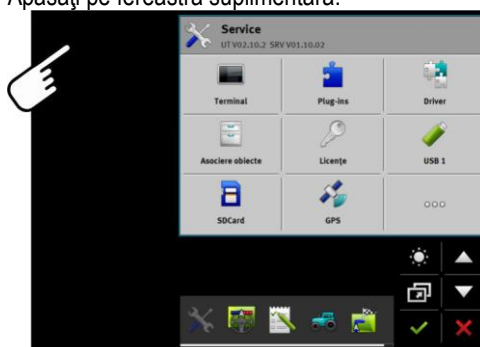 Apăsați pe fereastra suplimentară.
Service
UT V02.10.2 SRV V01.10.02
Terminal
Plug-ins
Driver
Asociere obiecte
Licențe
USB 1
SDCard
GPS